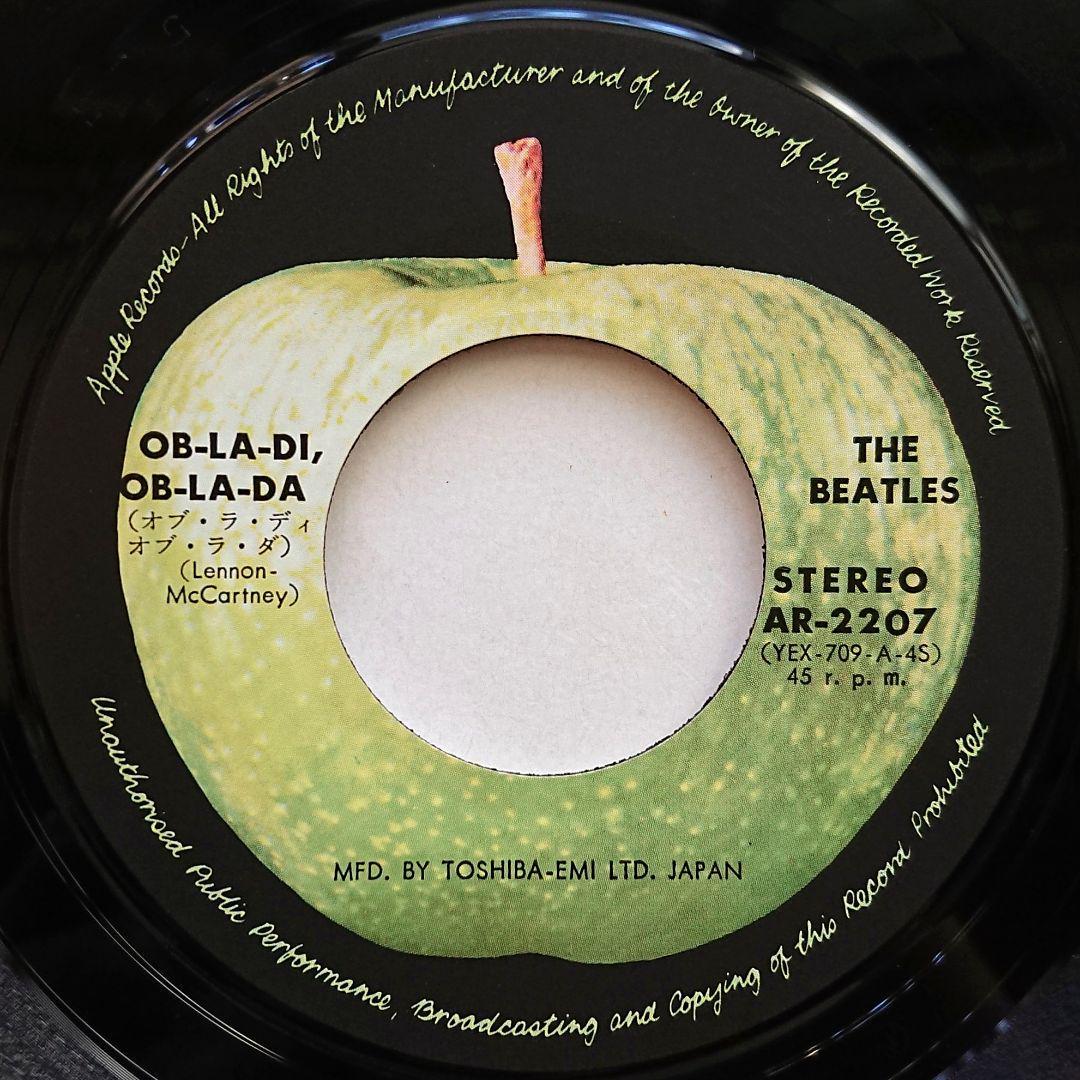 Apple Records-All Rights of the Manufacturer and of the Owner of the Recorded Work Reserved
OB-LA-DI,
OB-LA-DA
(オブ・ラ・ディ
オブ・ラ・ダ)
(Lennon-
McCartney)
THE
BEATLES
STEREO
AR-2207
(YEX-709-A-4S)
45 r. p. m.
MFD. BY TOSHIBA-EMI LTD. JAPAN
Unauthorised Public Performance, Broadcasting and Copying of this Record Prohibited